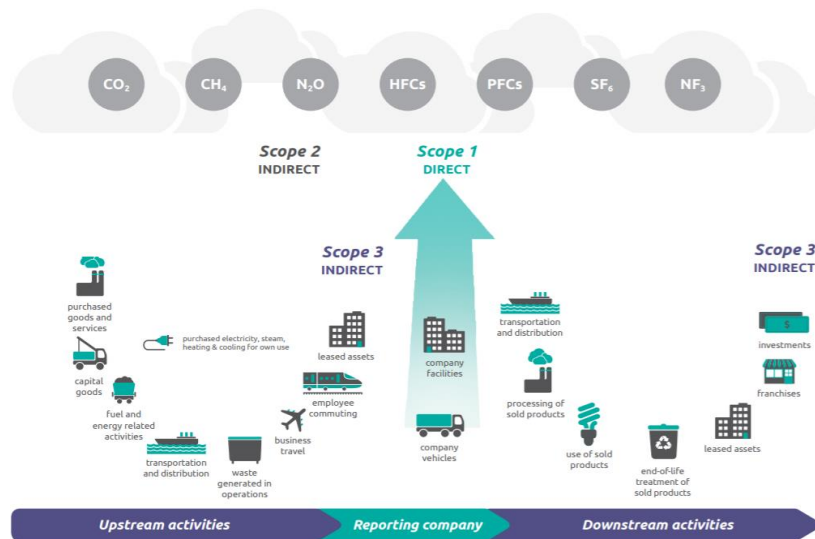 CO₂
CH₄
N₂O
HFCs
PFCs
SF₆
NF₃
Scope 2
INDIRECT
Scope 1
DIRECT
Scope 3
INDIRECT
Scope 3
INDIRECT
purchased
goods and
services
capital
goods
fuel and
energy related
activities
purchased electricity, steam,
heating & cooling for own use
transportation
and distribution
waste
generated in
operations
business
travel
employee
commuting
leased assets
company
facilities
company
vehicles
transportation
and distribution
processing of
sold products
use of sold
products
end-of-life
treatment of
sold products
leased assets
franchises
$
investments
Upstream activities
Reporting company
Downstream activities